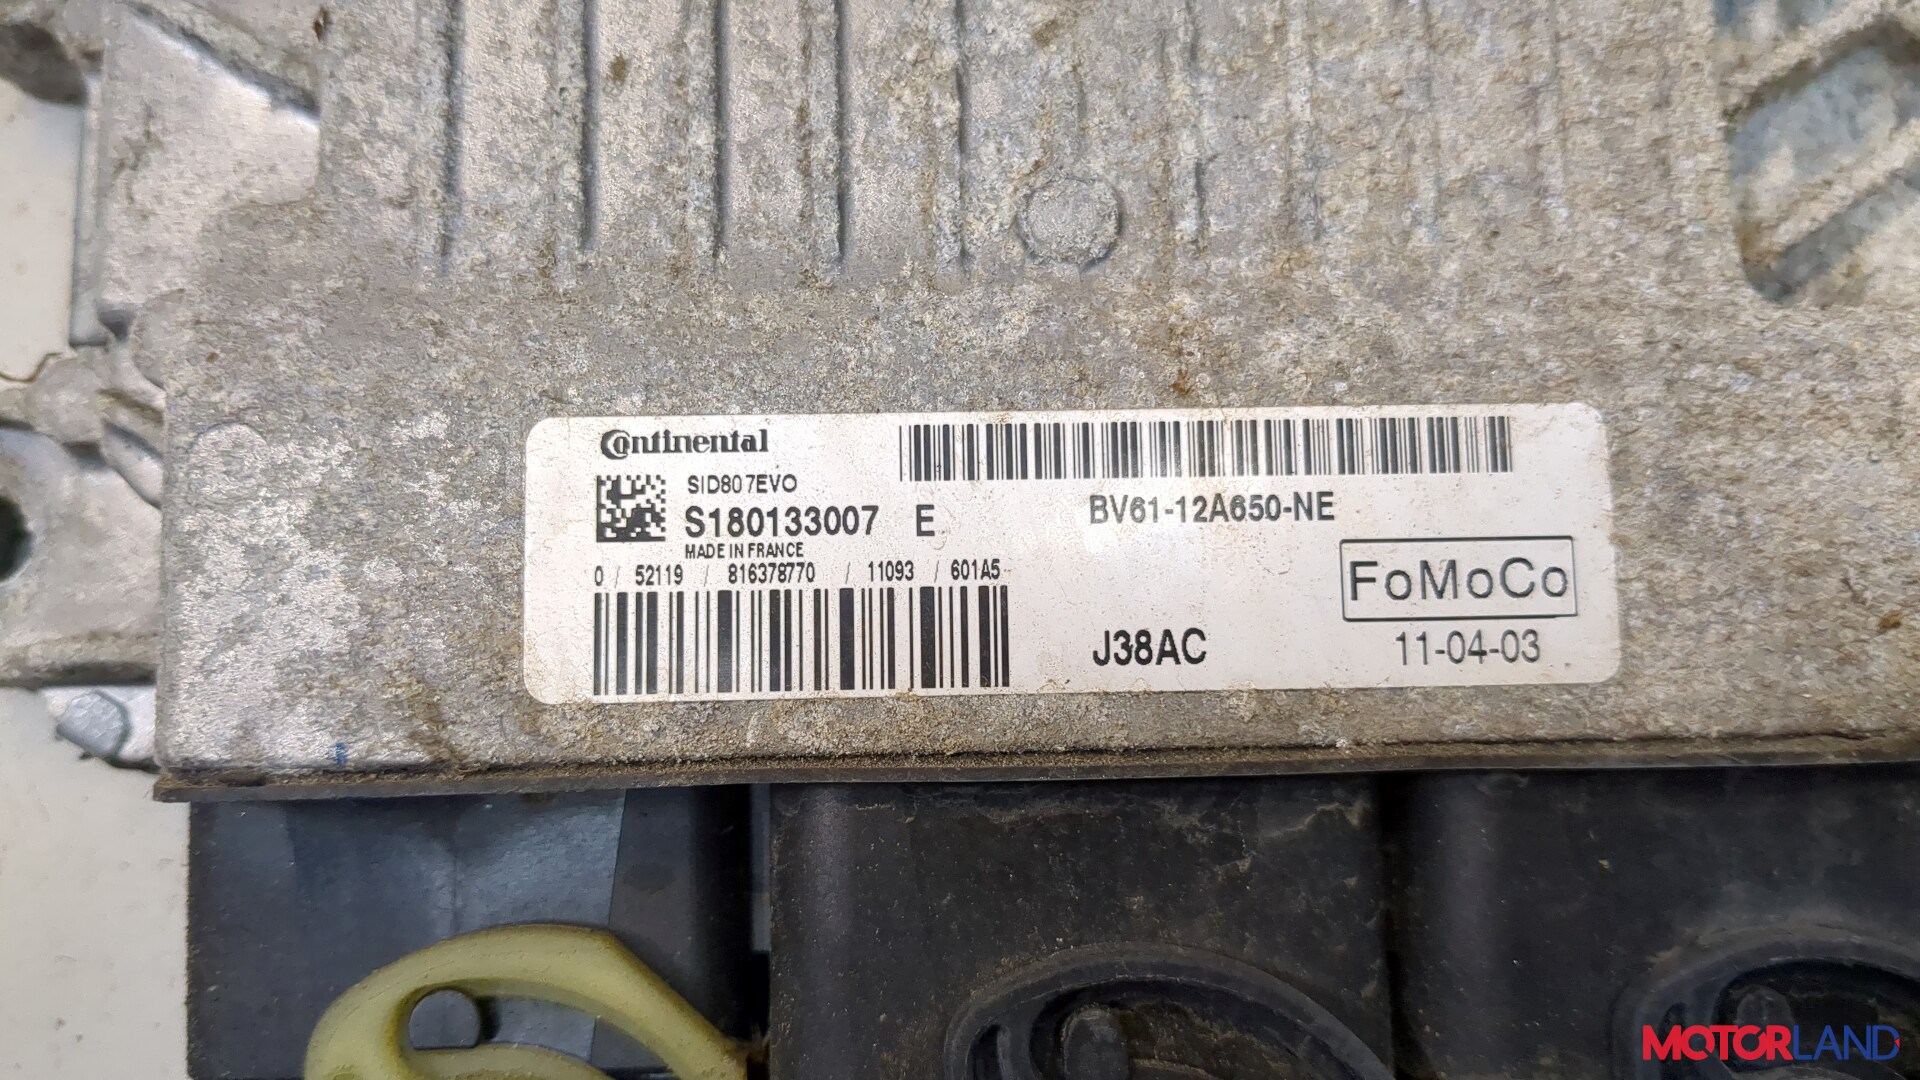 Continental
SID807EVO
S180133007 E
MADE IN FRANCE
0 / 52119 / 816378770 / 11093 / 601A5
BV61-12A650-NE
FoMoCo
J38AC
11-04-03
MOTORLAND